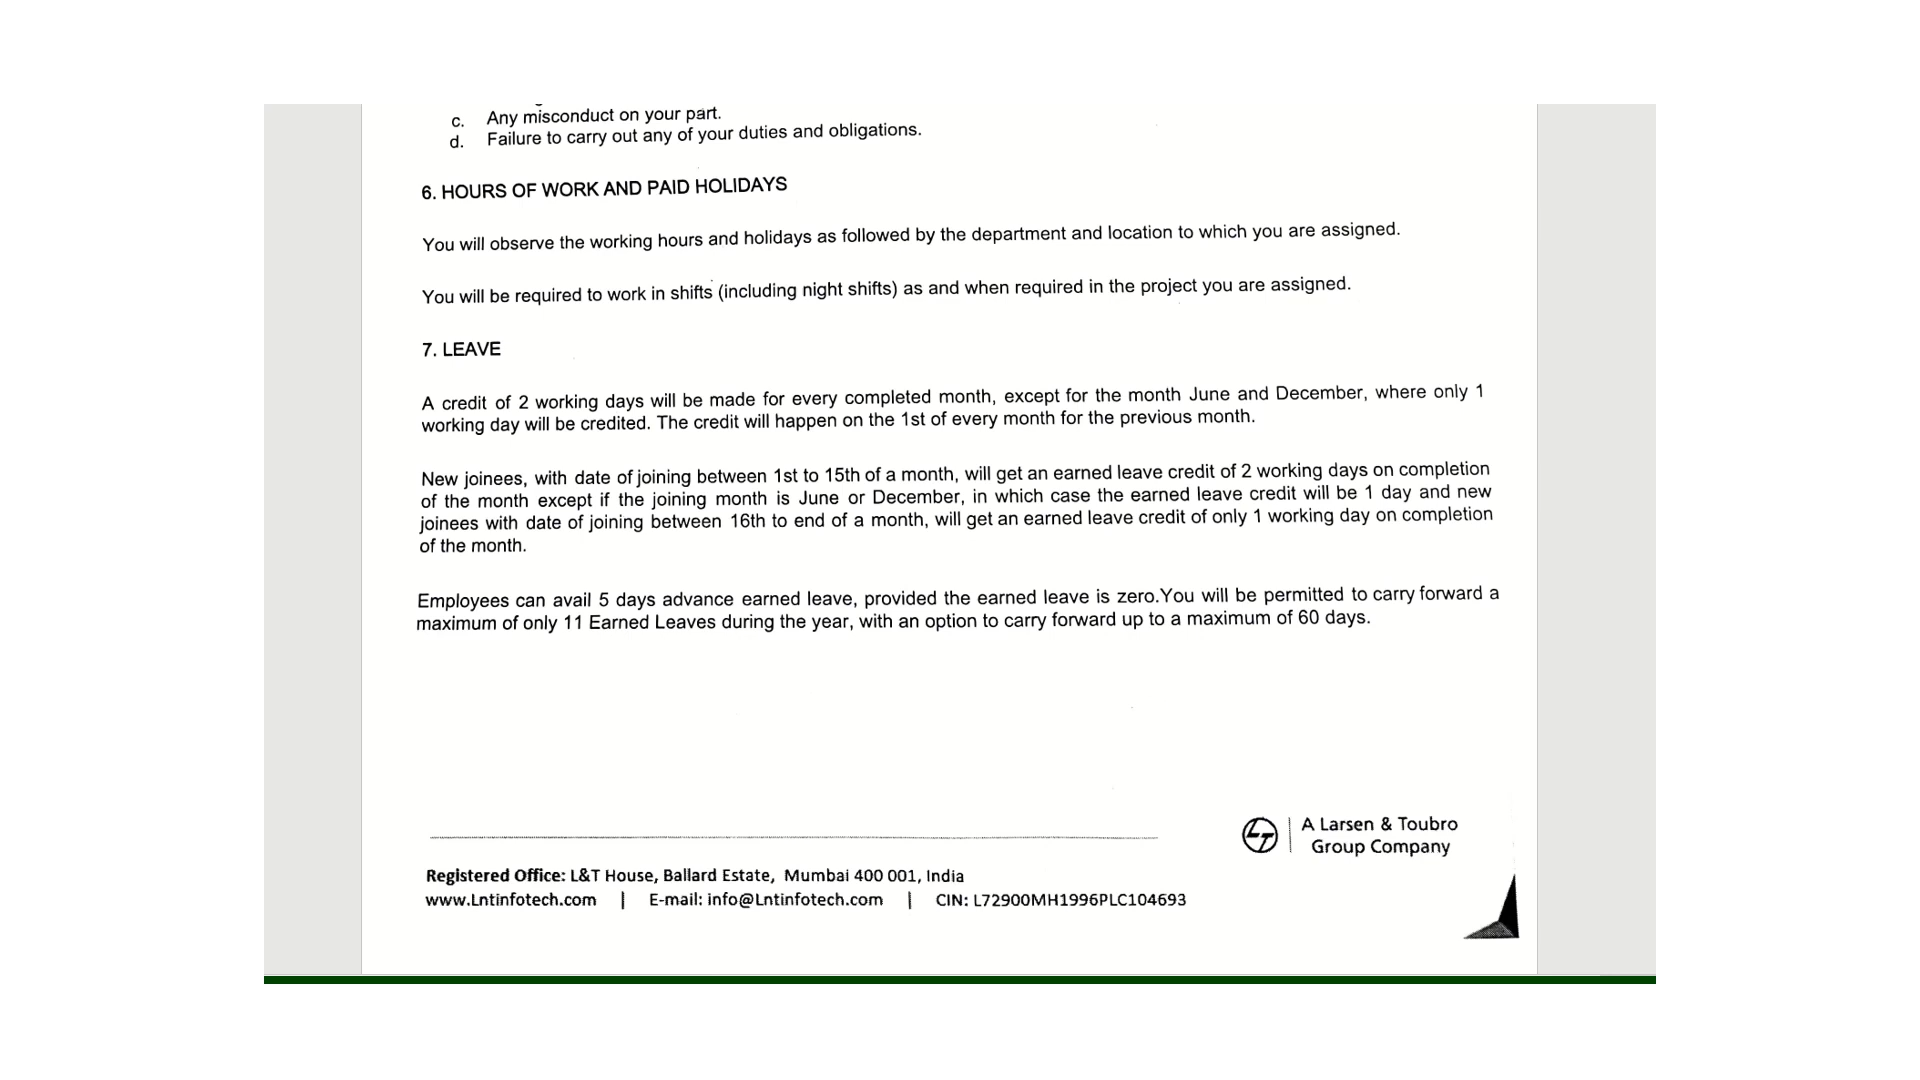 c. Any misconduct on your part.
d. Failure to carry out any of your duties and obligations.
6. HOURS OF WORK AND PAID HOLIDAYS
You will observe the working hours and holidays as followed by the department and location to which you are assigned.
You will be required to work in shifts (including night shifts) as and when required in the project you are assigned.
7. LEAVE
A credit of 2 working days will be made for every completed month, except for the month June and December, where only 1
working day will be credited. The credit will happen on the 1st of every month for the previous month.
New joinees, with date of joining between 1st to 15th of a month, will get an earned leave credit of 2 working days on completion
of the month except if the joining month is June or December, in which case the earned leave credit will be 1 day and new
joinees with date of joining between 16th to end of a month, will get an earned leave credit of only 1 working day on completion
of the month.
Employees can avail 5 days advance earned leave, provided the earned leave is zero.You will be permitted to carry forward a
maximum of only 11 Earned Leaves during the year, with an option to carry forward up to a maximum of 60 days.
A Larsen & Toubro
Group Company
Registered Office: L&T House, Ballard Estate, Mumbai 400 001, India
www.Lntinfotech.com | E-mail: info@Lntinfotech.com | CIN: L72900MH1996PLC104693